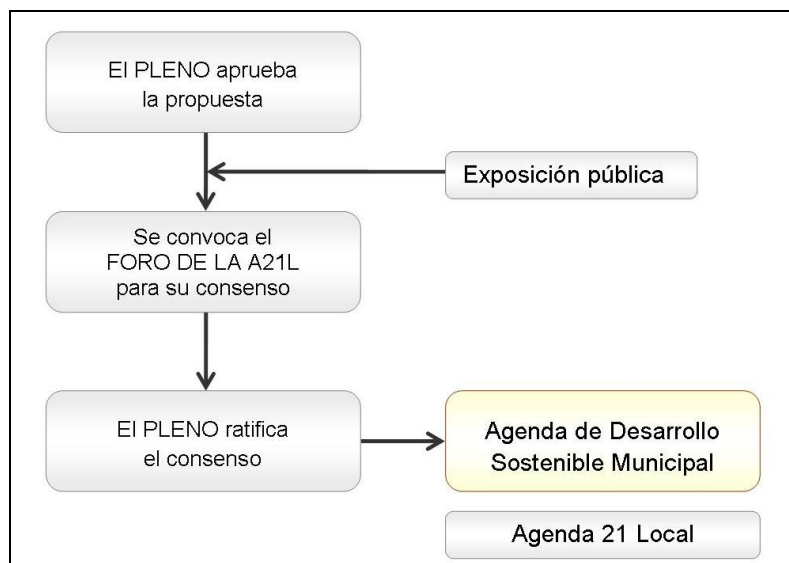 El PLENO aprueba
la propuesta
Exposición pública
Se convoca el
FORO DE LA A21L
para su consenso
El PLENO ratifica
el consenso
Agenda de Desarrollo
Sostenible Municipal
Agenda 21 Local